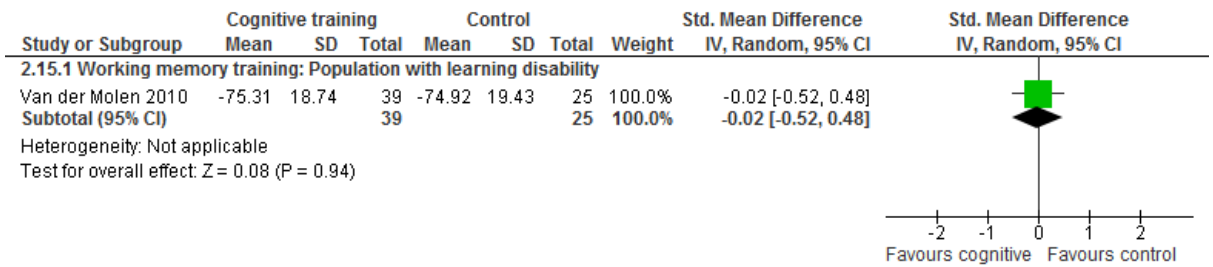 Cognitive training Control Std. Mean Difference Std. Mean Difference
Study or Subgroup Mean SD Total Mean SD Total Weight IV, Random, 95% CI IV, Random, 95% CI
2.15.1 Working memory training: Population with learning disability
Van der Molen 2010 -75.31 18.74 39 -74.92 19.43 25 100.0% -0.02 [-0.52, 0.48]
Subtotal (95% CI) 39 25 100.0% -0.02 [-0.52, 0.48]
Heterogeneity: Not applicable
Test for overall effect: Z = 0.08 (P = 0.94)
-2 -1 0 1 2
Favours cognitive Favours control